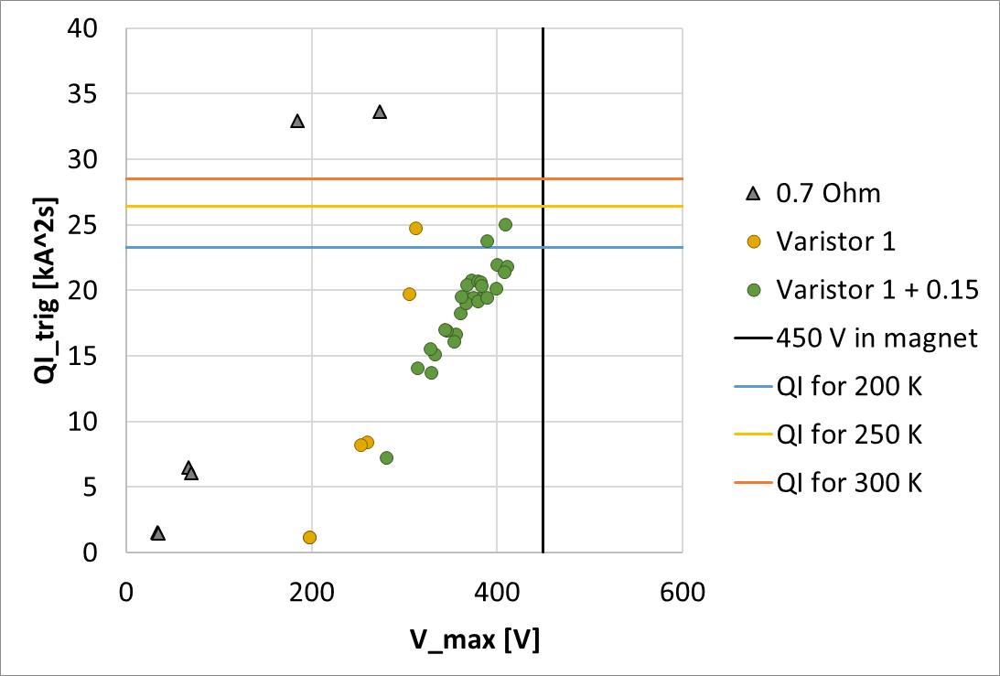 40
35
30
25
20
15
10
5
0
QI_trig [kA^2s]
0 200 400 600
V_max [V]
0.7 Ohm
Varistor 1
Varistor 1 + 0.15
450 V in magnet
QI for 200 K
QI for 250 K
QI for 300 K